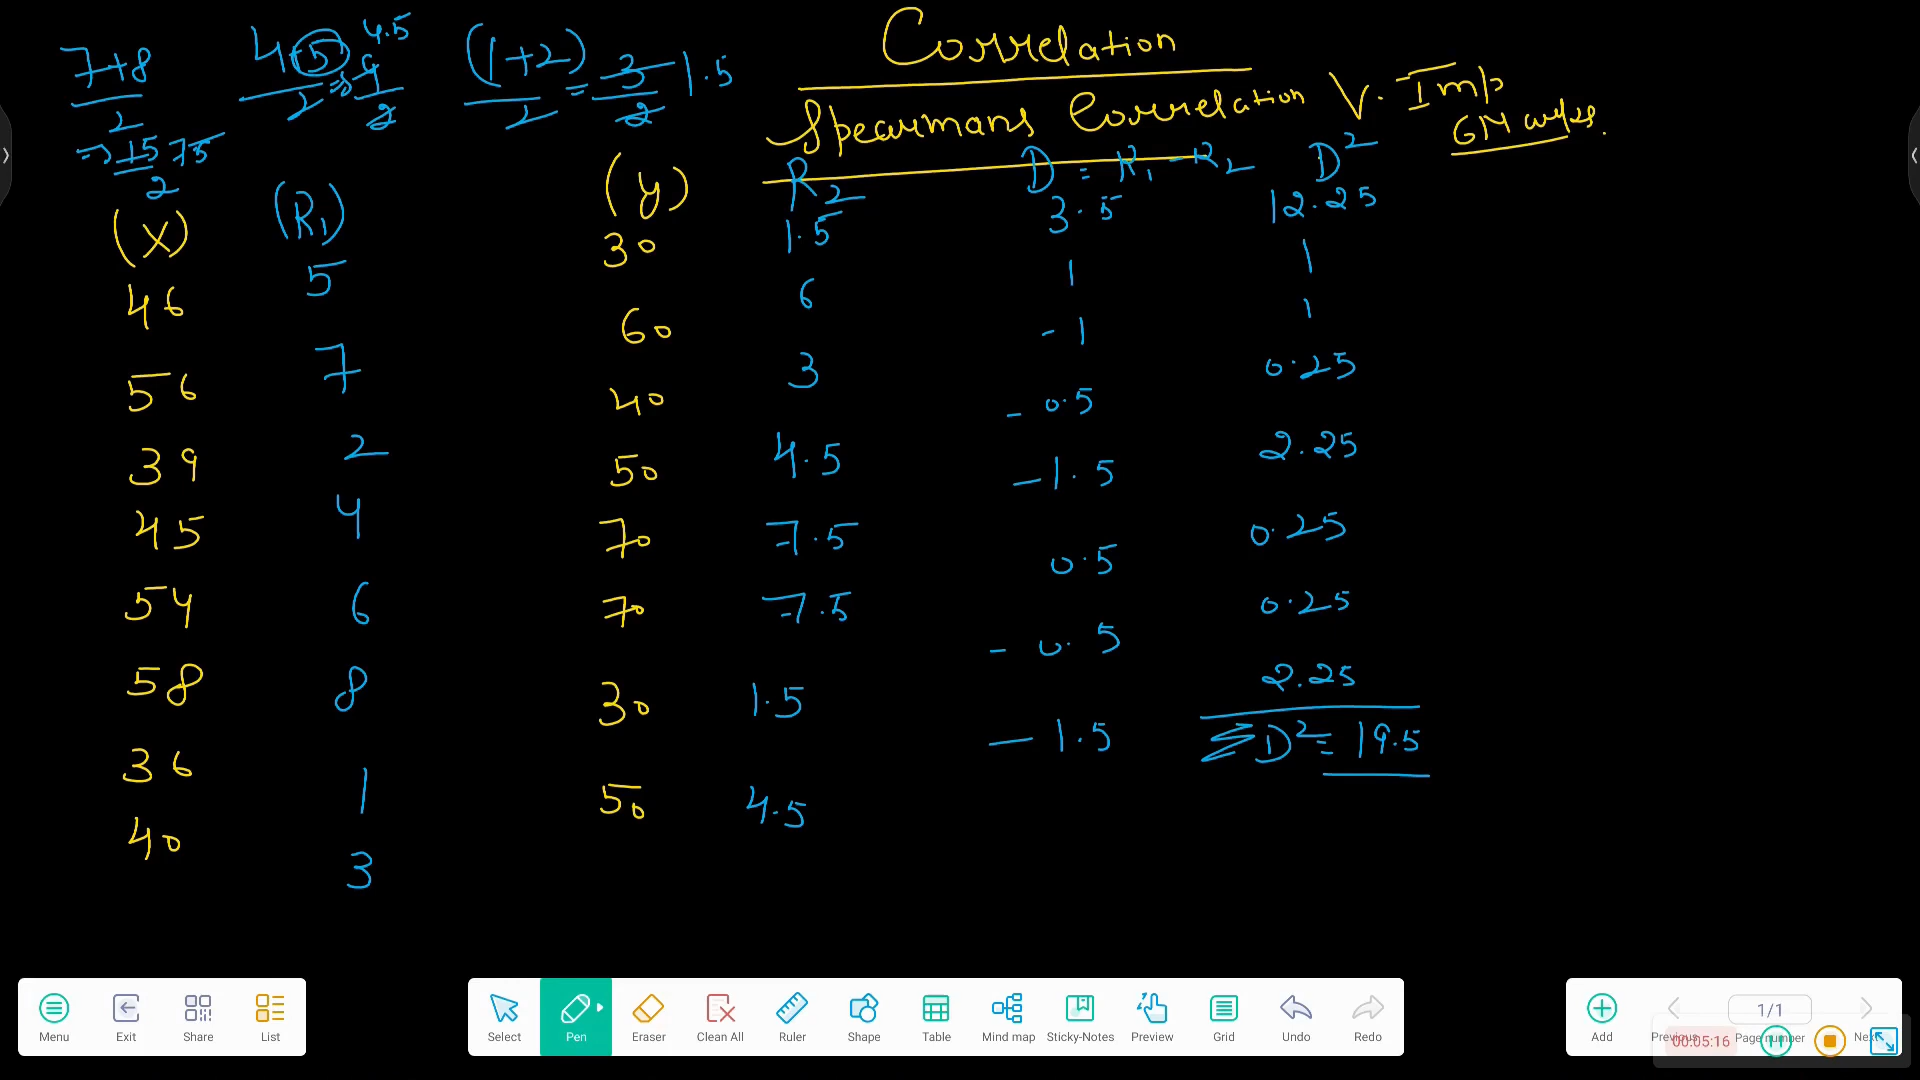 Correlation
Spearmans Correlation V. Imp
6M
7+8/2 ⇒ 15/2 75
4+5/2 ⇒ 9/2 4.5
(1+2)/2 = 3/2 1.5
(X) (R1) (Y) R2 D = R1 - R2 D²
46 5 30 1.5 3.5 12.25
56 7 60 6 1 1
39 2 40 3 -1 1
45 4 50 4.5 -0.5 0.25
54 6 70 7.5 -1.5 2.25
58 8 70 7.5 0.5 0.25
36 1 30 1.5 -0.5 0.25
40 3 50 4.5 -1.5 2.25
ΣD² = 19.5
Menu Exit Share List
Select Pen Eraser Clean All Ruler Shape Table Mind map Sticky-Notes Preview Grid Undo Redo
1/1
Add Page number
00:05:16